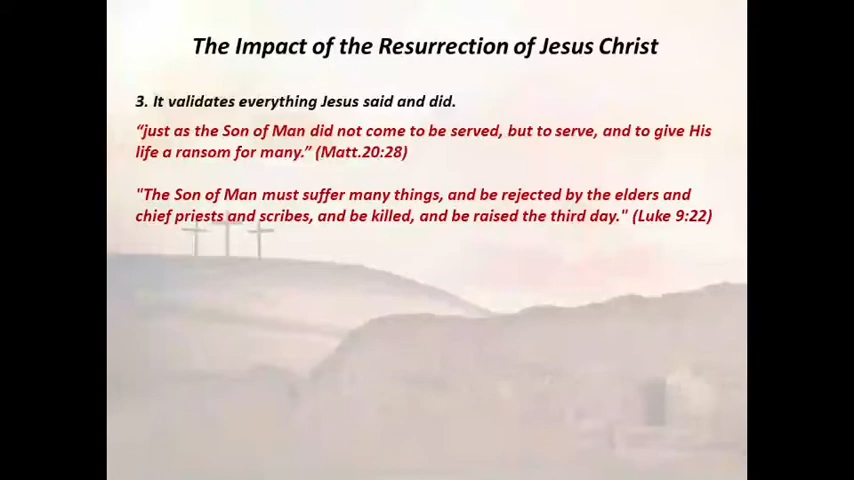 The Impact of the Resurrection of Jesus Christ
3. It validates everything Jesus said and did.
“just as the Son of Man did not come to be served, but to serve, and to give His
life a ransom for many.” (Matt.20:28)
"The Son of Man must suffer many things, and be rejected by the elders and
chief priests and scribes, and be killed, and be raised the third day." (Luke 9:22)